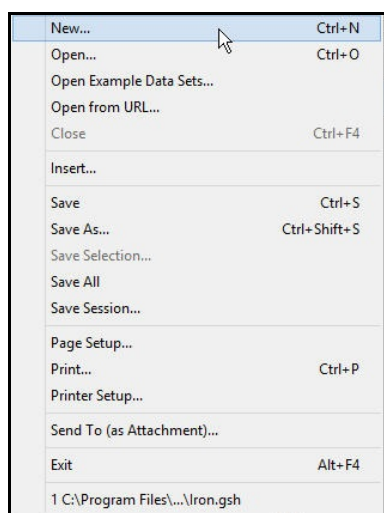 New... Ctrl+N
Open... Ctrl+O
Open Example Data Sets...
Open from URL...
Close Ctrl+F4
Insert...
Save Ctrl+S
Save As... Ctrl+Shift+S
Save Selection...
Save All
Save Session...
Page Setup...
Print... Ctrl+P
Printer Setup...
Send To (as Attachment)...
Exit Alt+F4
1 C:\Program Files\...\Iron.gsh